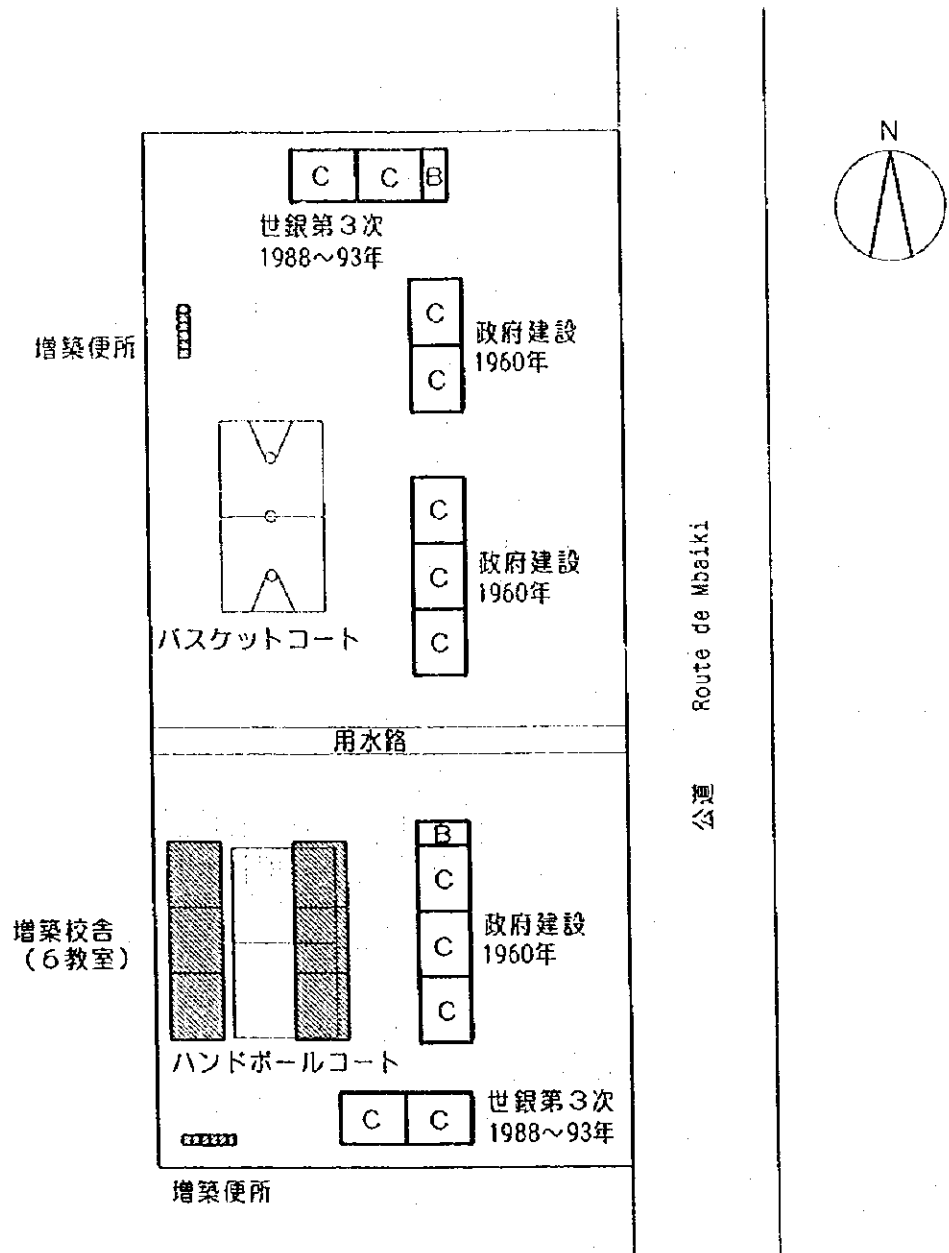 N
C C B
世銀第3次
1988～93年
C
C
政府建設
1960年
増築便所
C
C
C
政府建設
1960年
バスケットコート
Route de Mbaiki
公道
用水路
B
C
C
C
政府建設
1960年
増築校舎
(6教室)
ハンドボールコート
C C
世銀第3次
1988～93年
増築便所